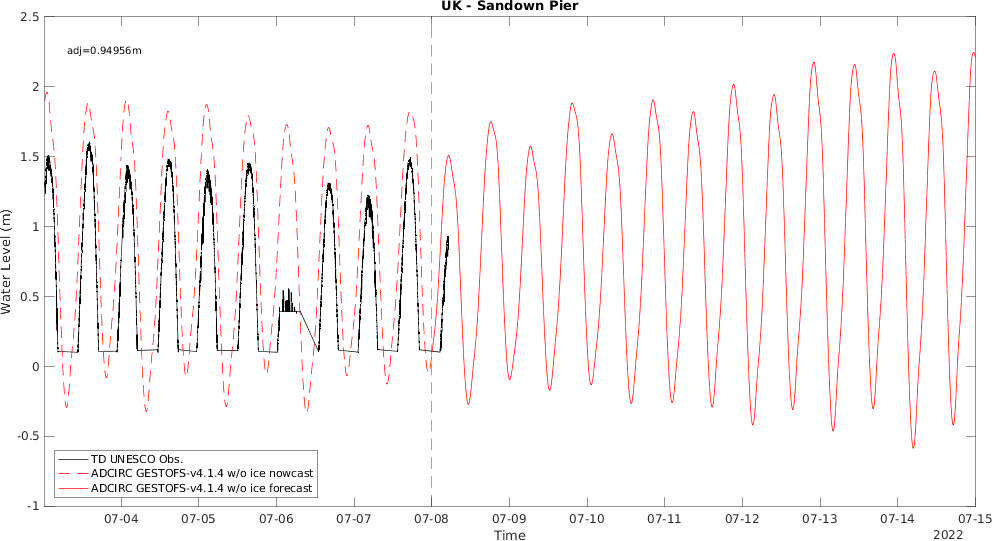 UK - Sandown Pier
adj=0.94956m
2.5
2
1.5
1
0.5
0
-0.5
-1
Water Level (m)
TD UNESCO Obs.
ADCIRC GESTOFS-v4.1.4 w/o ice nowcast
ADCIRC GESTOFS-v4.1.4 w/o ice forecast
07-04 07-05 07-06 07-07 07-08 07-09 07-10 07-11 07-12 07-13 07-14 07-15
Time
2022